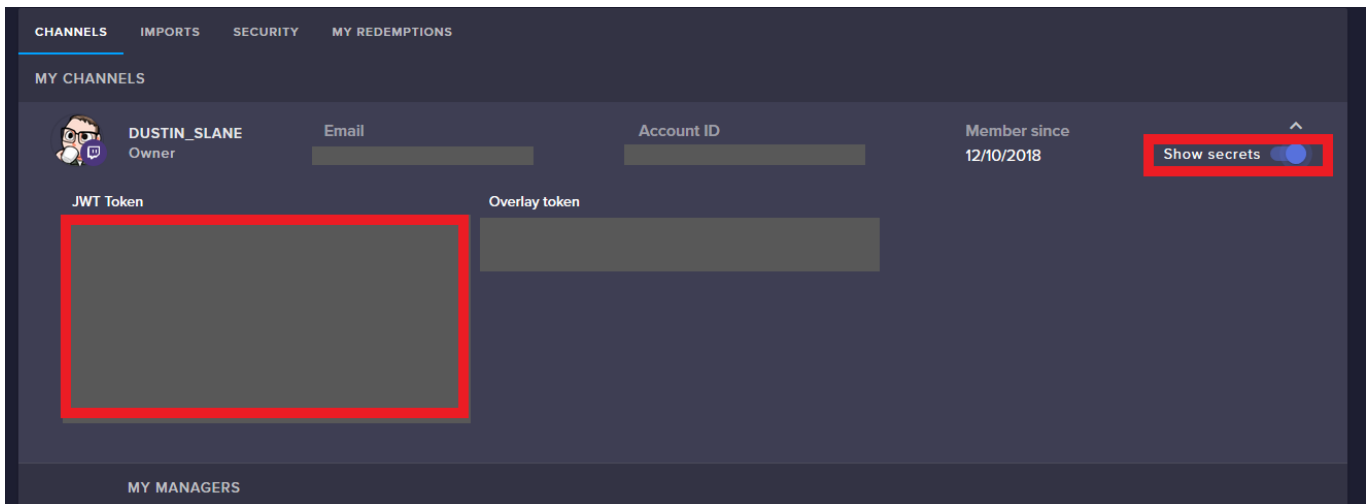 CHANNELS IMPORTS SECURITY MY REDEMPTIONS
MY CHANNELS
DUSTIN_SLANE Email Account ID Member since
Owner 12/10/2018 Show secrets
JWT Token Overlay token
MY MANAGERS